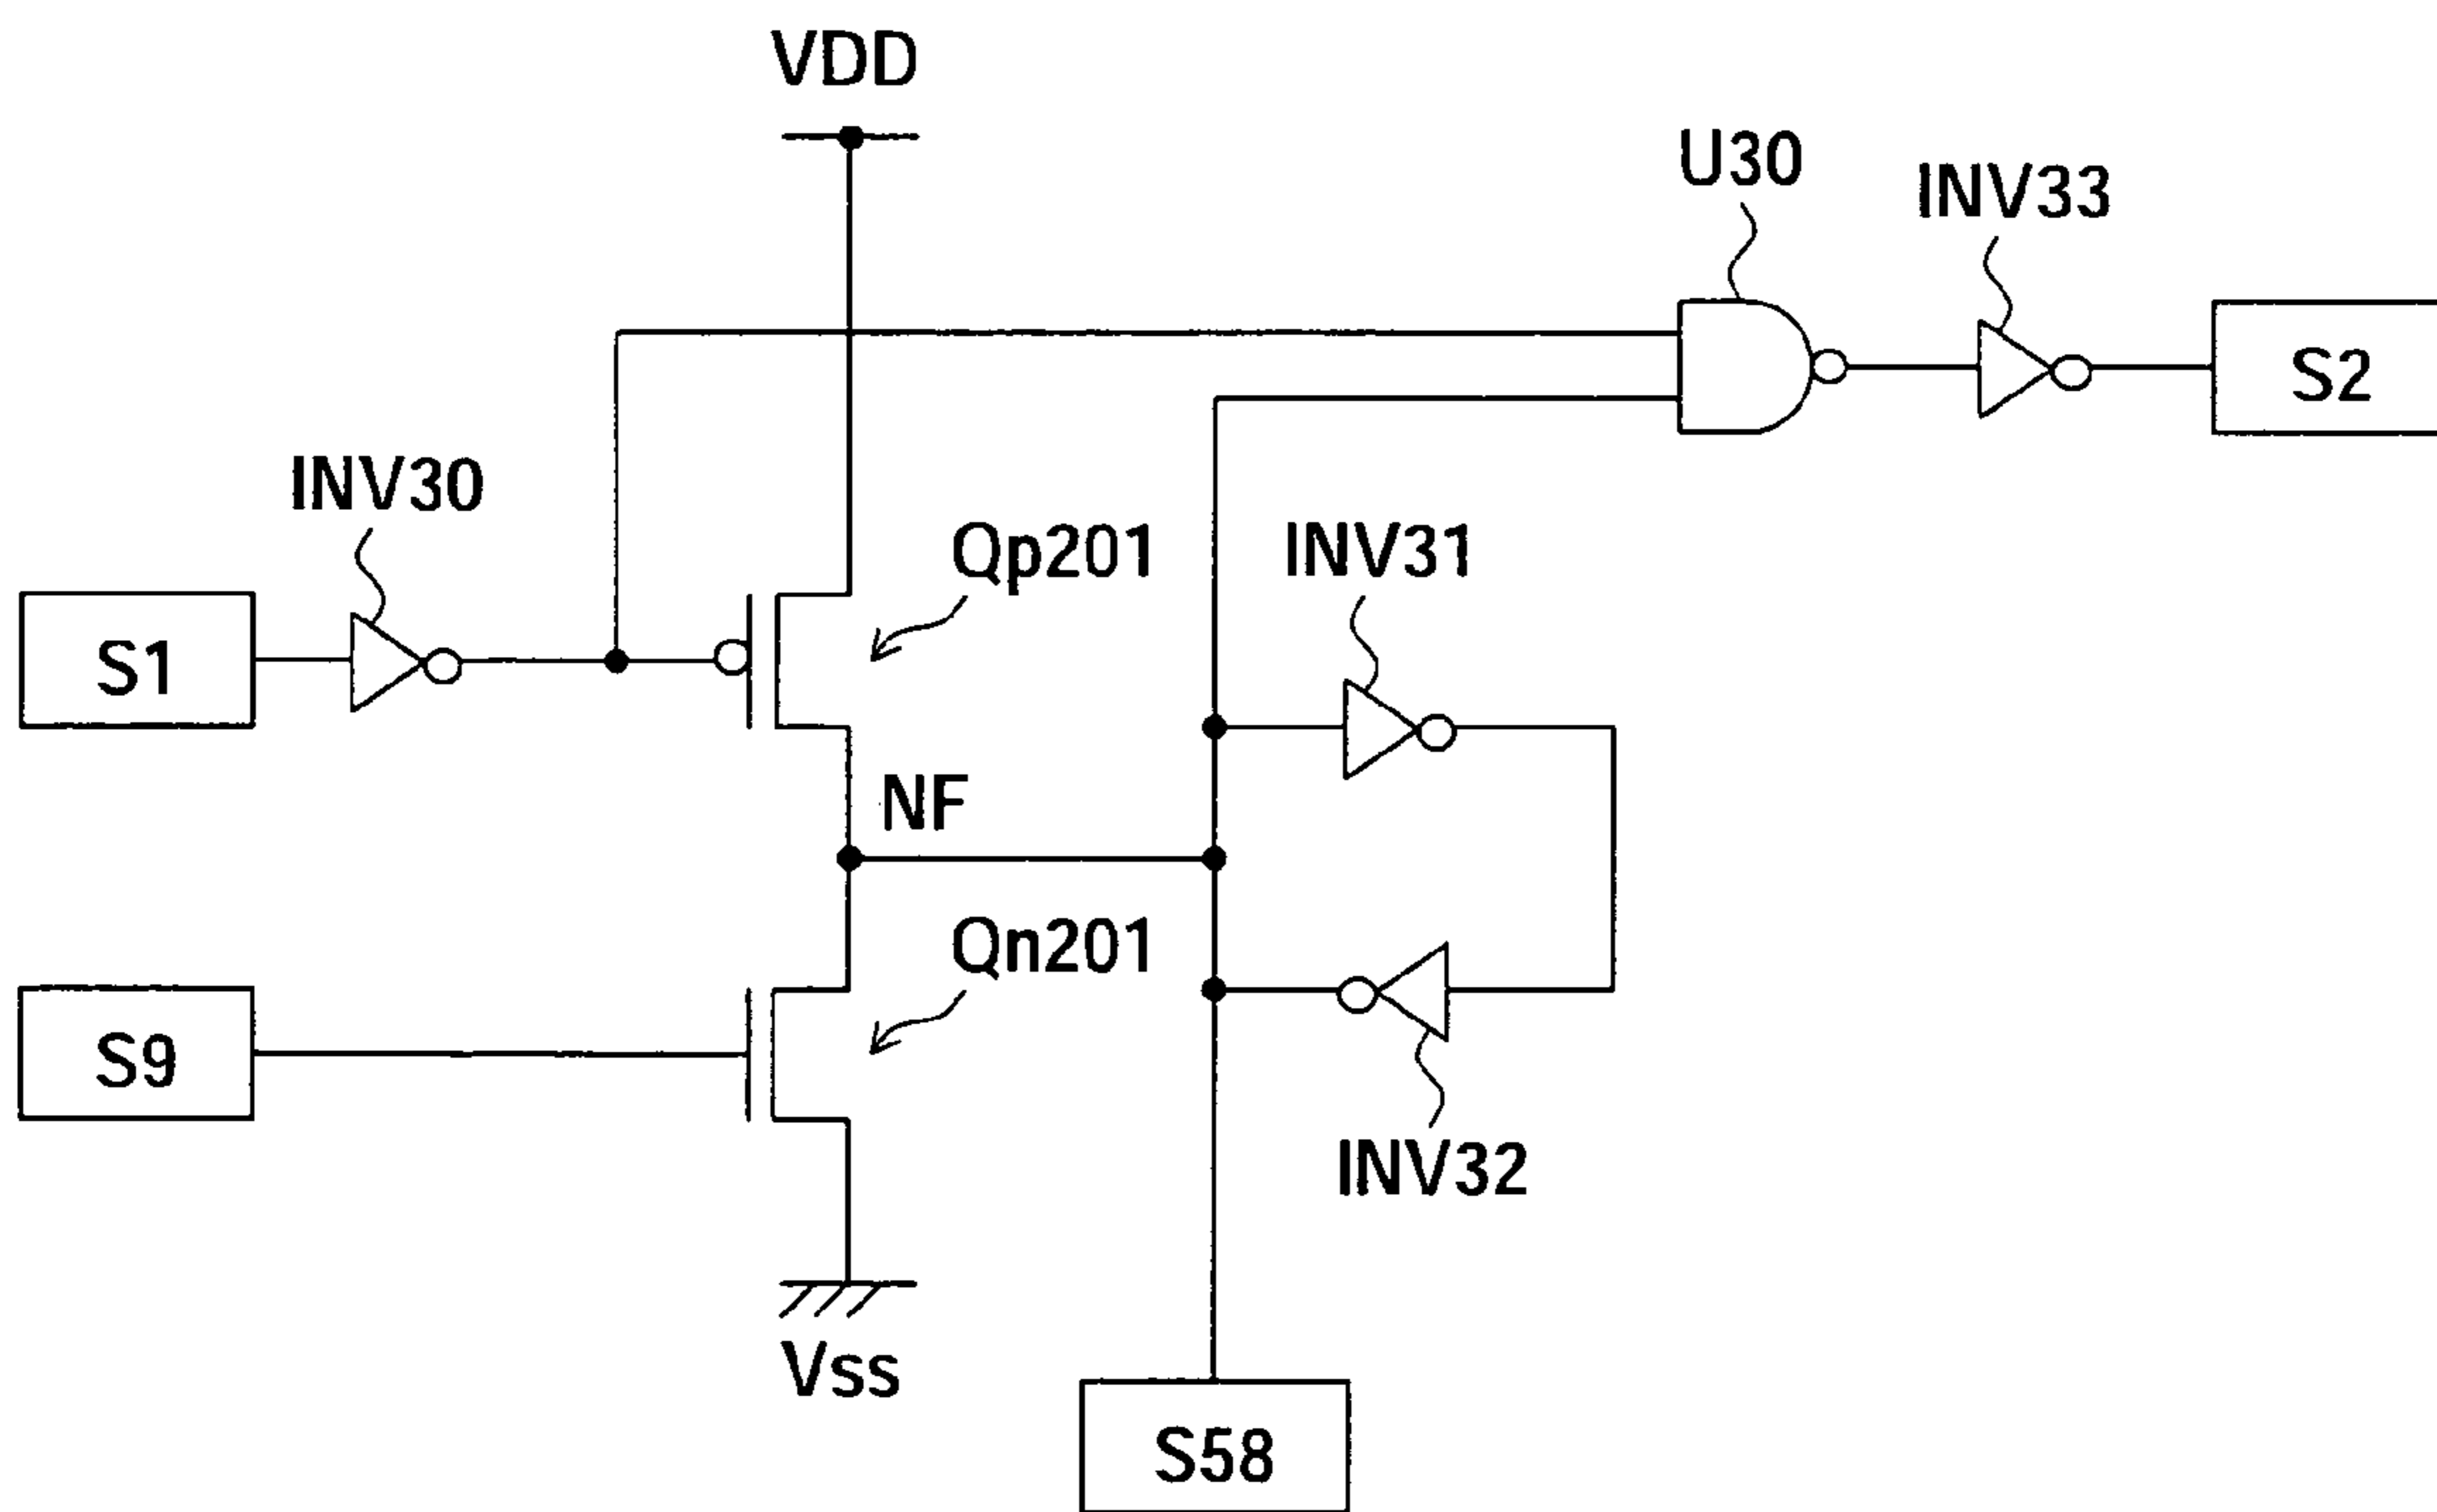 VDD
U30
INV33
S2
INV30
Qp201
INV31
S1
NF
Qn201
S9
INV32
Vss
S58